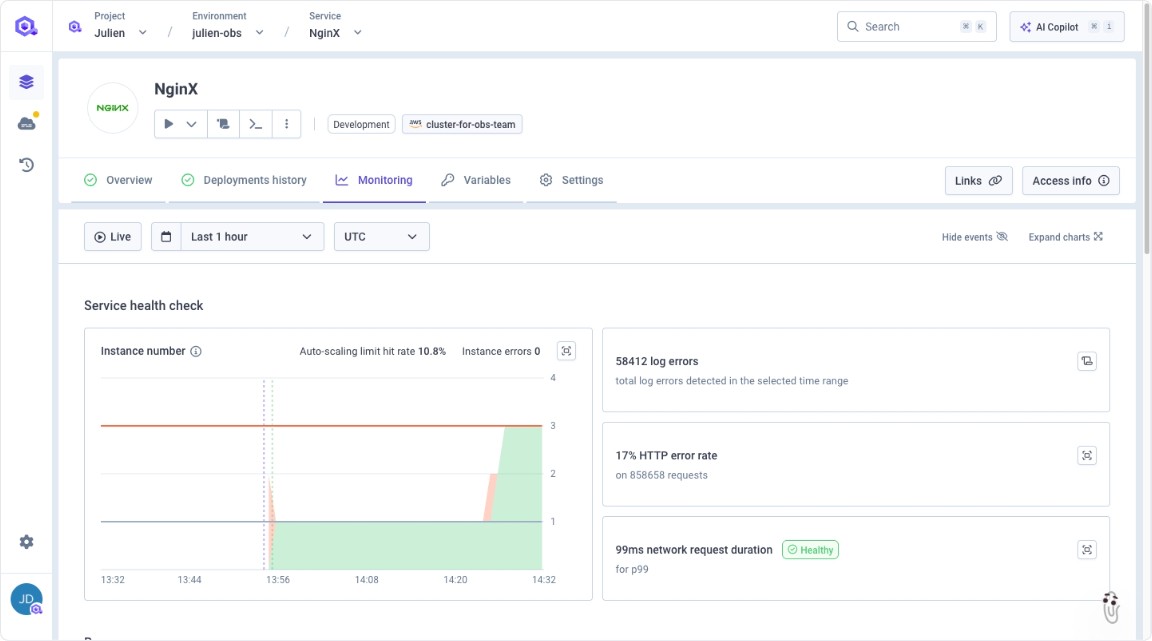 Project
Environment
Service
Julien
/
julien-obs
/
NginX
Search
⌘ K
AI Copilot
⌘ i
NGINX
NginX
Development
aws cluster-for-obs-team
Overview
Deployments history
Monitoring
Variables
Settings
Links
Access info
Live
Last 1 hour
UTC
Hide events
Expand charts
Service health check
Instance number
Auto-scaling limit hit rate 10.8%
Instance errors 0
4
3
2
1
13:32
13:44
13:56
14:08
14:20
14:32
58412 log errors
total log errors detected in the selected time range
17% HTTP error rate
on 858658 requests
99ms network request duration
Healthy
for p99
JD